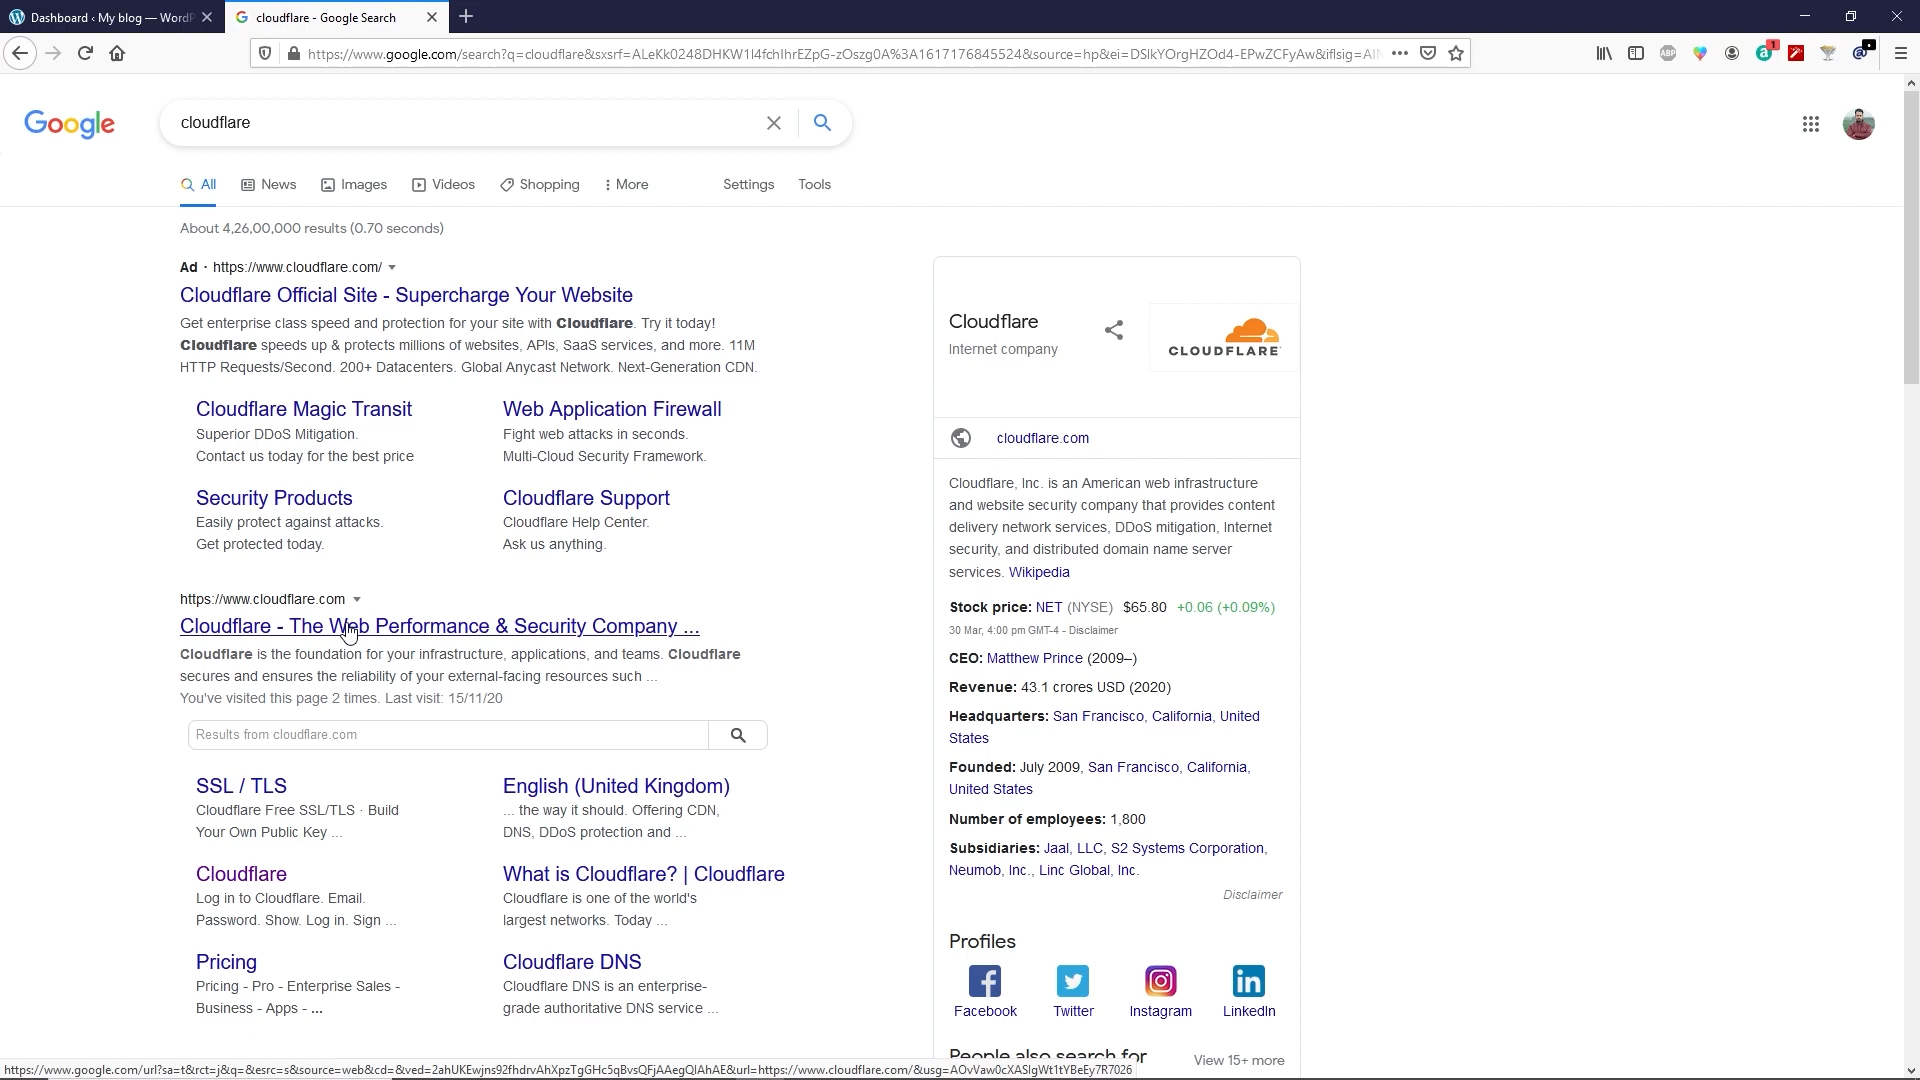 Dashboard ‹ My blog — WordP
cloudflare - Google Search
https://www.google.com/search?q=cloudflare&sxsrf=ALeKk0248DHKW1l4fchIhrEZpG-zOszg0A%3A1617176845524&source=hp&ei=DSlkYOrgHZOd4-EPwZCFyAw&iflsig=AI
ABP
1
Google
cloudflare
All
News
Images
Videos
Shopping
More
Settings
Tools
About 4,26,00,000 results (0.70 seconds)
Ad · https://www.cloudflare.com/
Cloudflare Official Site - Supercharge Your Website
Get enterprise class speed and protection for your site with Cloudflare. Try it today!
Cloudflare speeds up & protects millions of websites, APIs, SaaS services, and more. 11M
HTTP Requests/Second. 200+ Datacenters. Global Anycast Network. Next-Generation CDN.
Cloudflare Magic Transit
Superior DDoS Mitigation.
Contact us today for the best price
Web Application Firewall
Fight web attacks in seconds.
Multi-Cloud Security Framework.
Security Products
Easily protect against attacks.
Get protected today.
Cloudflare Support
Cloudflare Help Center.
Ask us anything.
https://www.cloudflare.com
Cloudflare - The Web Performance & Security Company ...
Cloudflare is the foundation for your infrastructure, applications, and teams. Cloudflare
secures and ensures the reliability of your external-facing resources such ...
You've visited this page 2 times. Last visit: 15/11/20
Results from cloudflare.com
SSL / TLS
Cloudflare Free SSL/TLS · Build
Your Own Public Key ...
English (United Kingdom)
... the way it should. Offering CDN,
DNS, DDoS protection and ...
Cloudflare
Log in to Cloudflare. Email.
Password. Show. Log in. Sign ...
What is Cloudflare? | Cloudflare
Cloudflare is one of the world's
largest networks. Today ...
Pricing
Pricing - Pro - Enterprise Sales -
Business - Apps - ...
Cloudflare DNS
Cloudflare DNS is an enterprise-
grade authoritative DNS service ...
Cloudflare
Internet company
CLOUDFLARE
cloudflare.com
Cloudflare, Inc. is an American web infrastructure
and website security company that provides content
delivery network services, DDoS mitigation, Internet
security, and distributed domain name server
services. Wikipedia
Stock price: NET (NYSE) $65.80 +0.06 (+0.09%)
30 Mar, 4:00 pm GMT-4 - Disclaimer
CEO: Matthew Prince (2009–)
Revenue: 43.1 crores USD (2020)
Headquarters: San Francisco, California, United
States
Founded: July 2009, San Francisco, California,
United States
Number of employees: 1,800
Subsidiaries: Jaal, LLC, S2 Systems Corporation,
Neumob, Inc., Linc Global, Inc.
Disclaimer
Profiles
Facebook
Twitter
Instagram
LinkedIn
People also search for
View 15+ more
https://www.google.com/url?sa=t&rct=j&q=&esrc=s&source=web&cd=&ved=2ahUKEwjns92fhdrvAhXpzTgGHc5qBvsQFjAAegQIAhAE&url=https://www.cloudflare.com/&usg=AOvVaw0cXASlgWt1tYBeEy7R7026